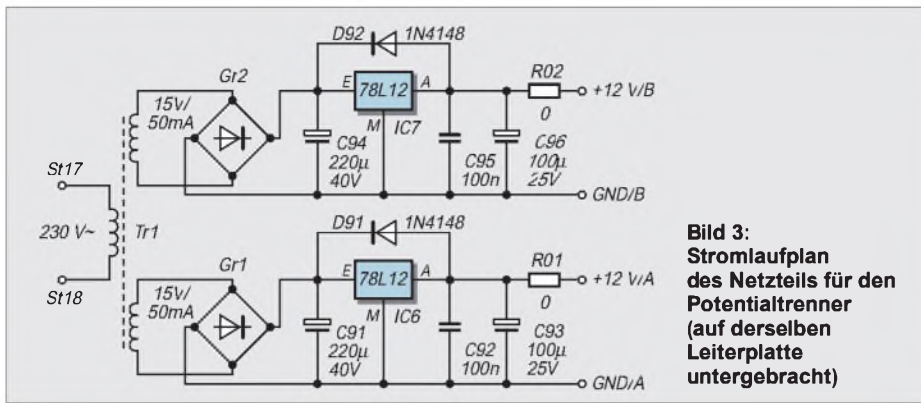 D92
1N4148
Gr2
R02
+12 V/B
E
78L12
A
15V/
50mA
0
M
IC7
C94
220µ
40V
C95
100n
C96
100µ
25V
St17
GND/B
230 V~
Tr1
D91
1N4148
Gr1
R01
+12 V/A
St18
E
78L12
A
15V/
50mA
0
M
IC6
C91
220µ
40V
C92
100n
C93
100µ
25V
GND/A
Bild 3:
Stromlaufplan
des Netzteils für den
Potentialtrenner
(auf derselben
Leiterplatte
untergebracht)